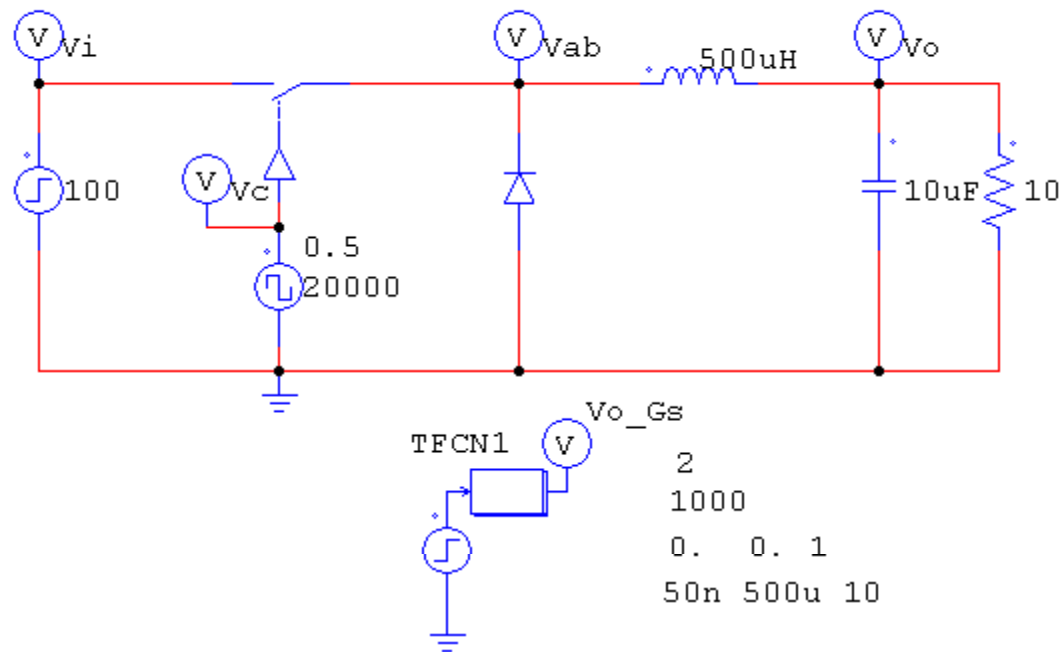 V Vi
V Vab
500uH
V Vo
100
V Vc
0.5
20000
10uF
10
Vo_Gs
TFCN1
V
2
1000
0. 0. 1
50n 500u 10